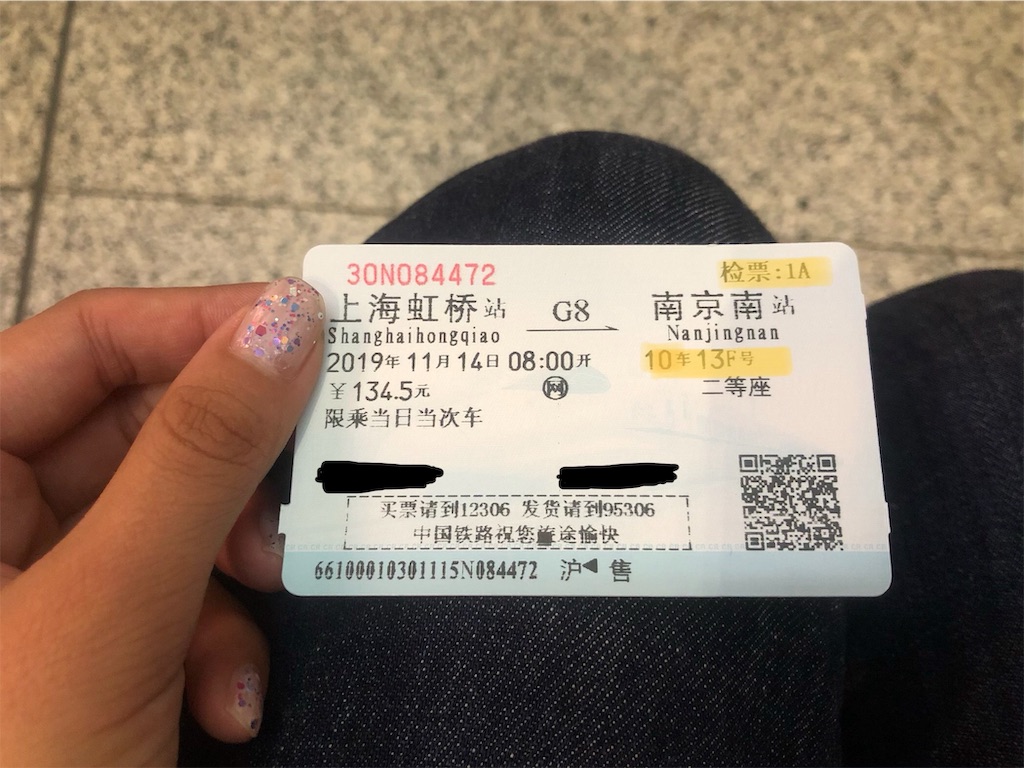 30N084472 检票:1A
上海虹桥站 G8 南京南站
Shanghaihongqiao Nanjingnan
2019年11月14日08:00开 10车13F号
¥134.5元 网 二等座
限乘当日当次车
买票请到12306 发货请到95306
中国铁路祝您旅途愉快
66100010301115N084472 沪 售